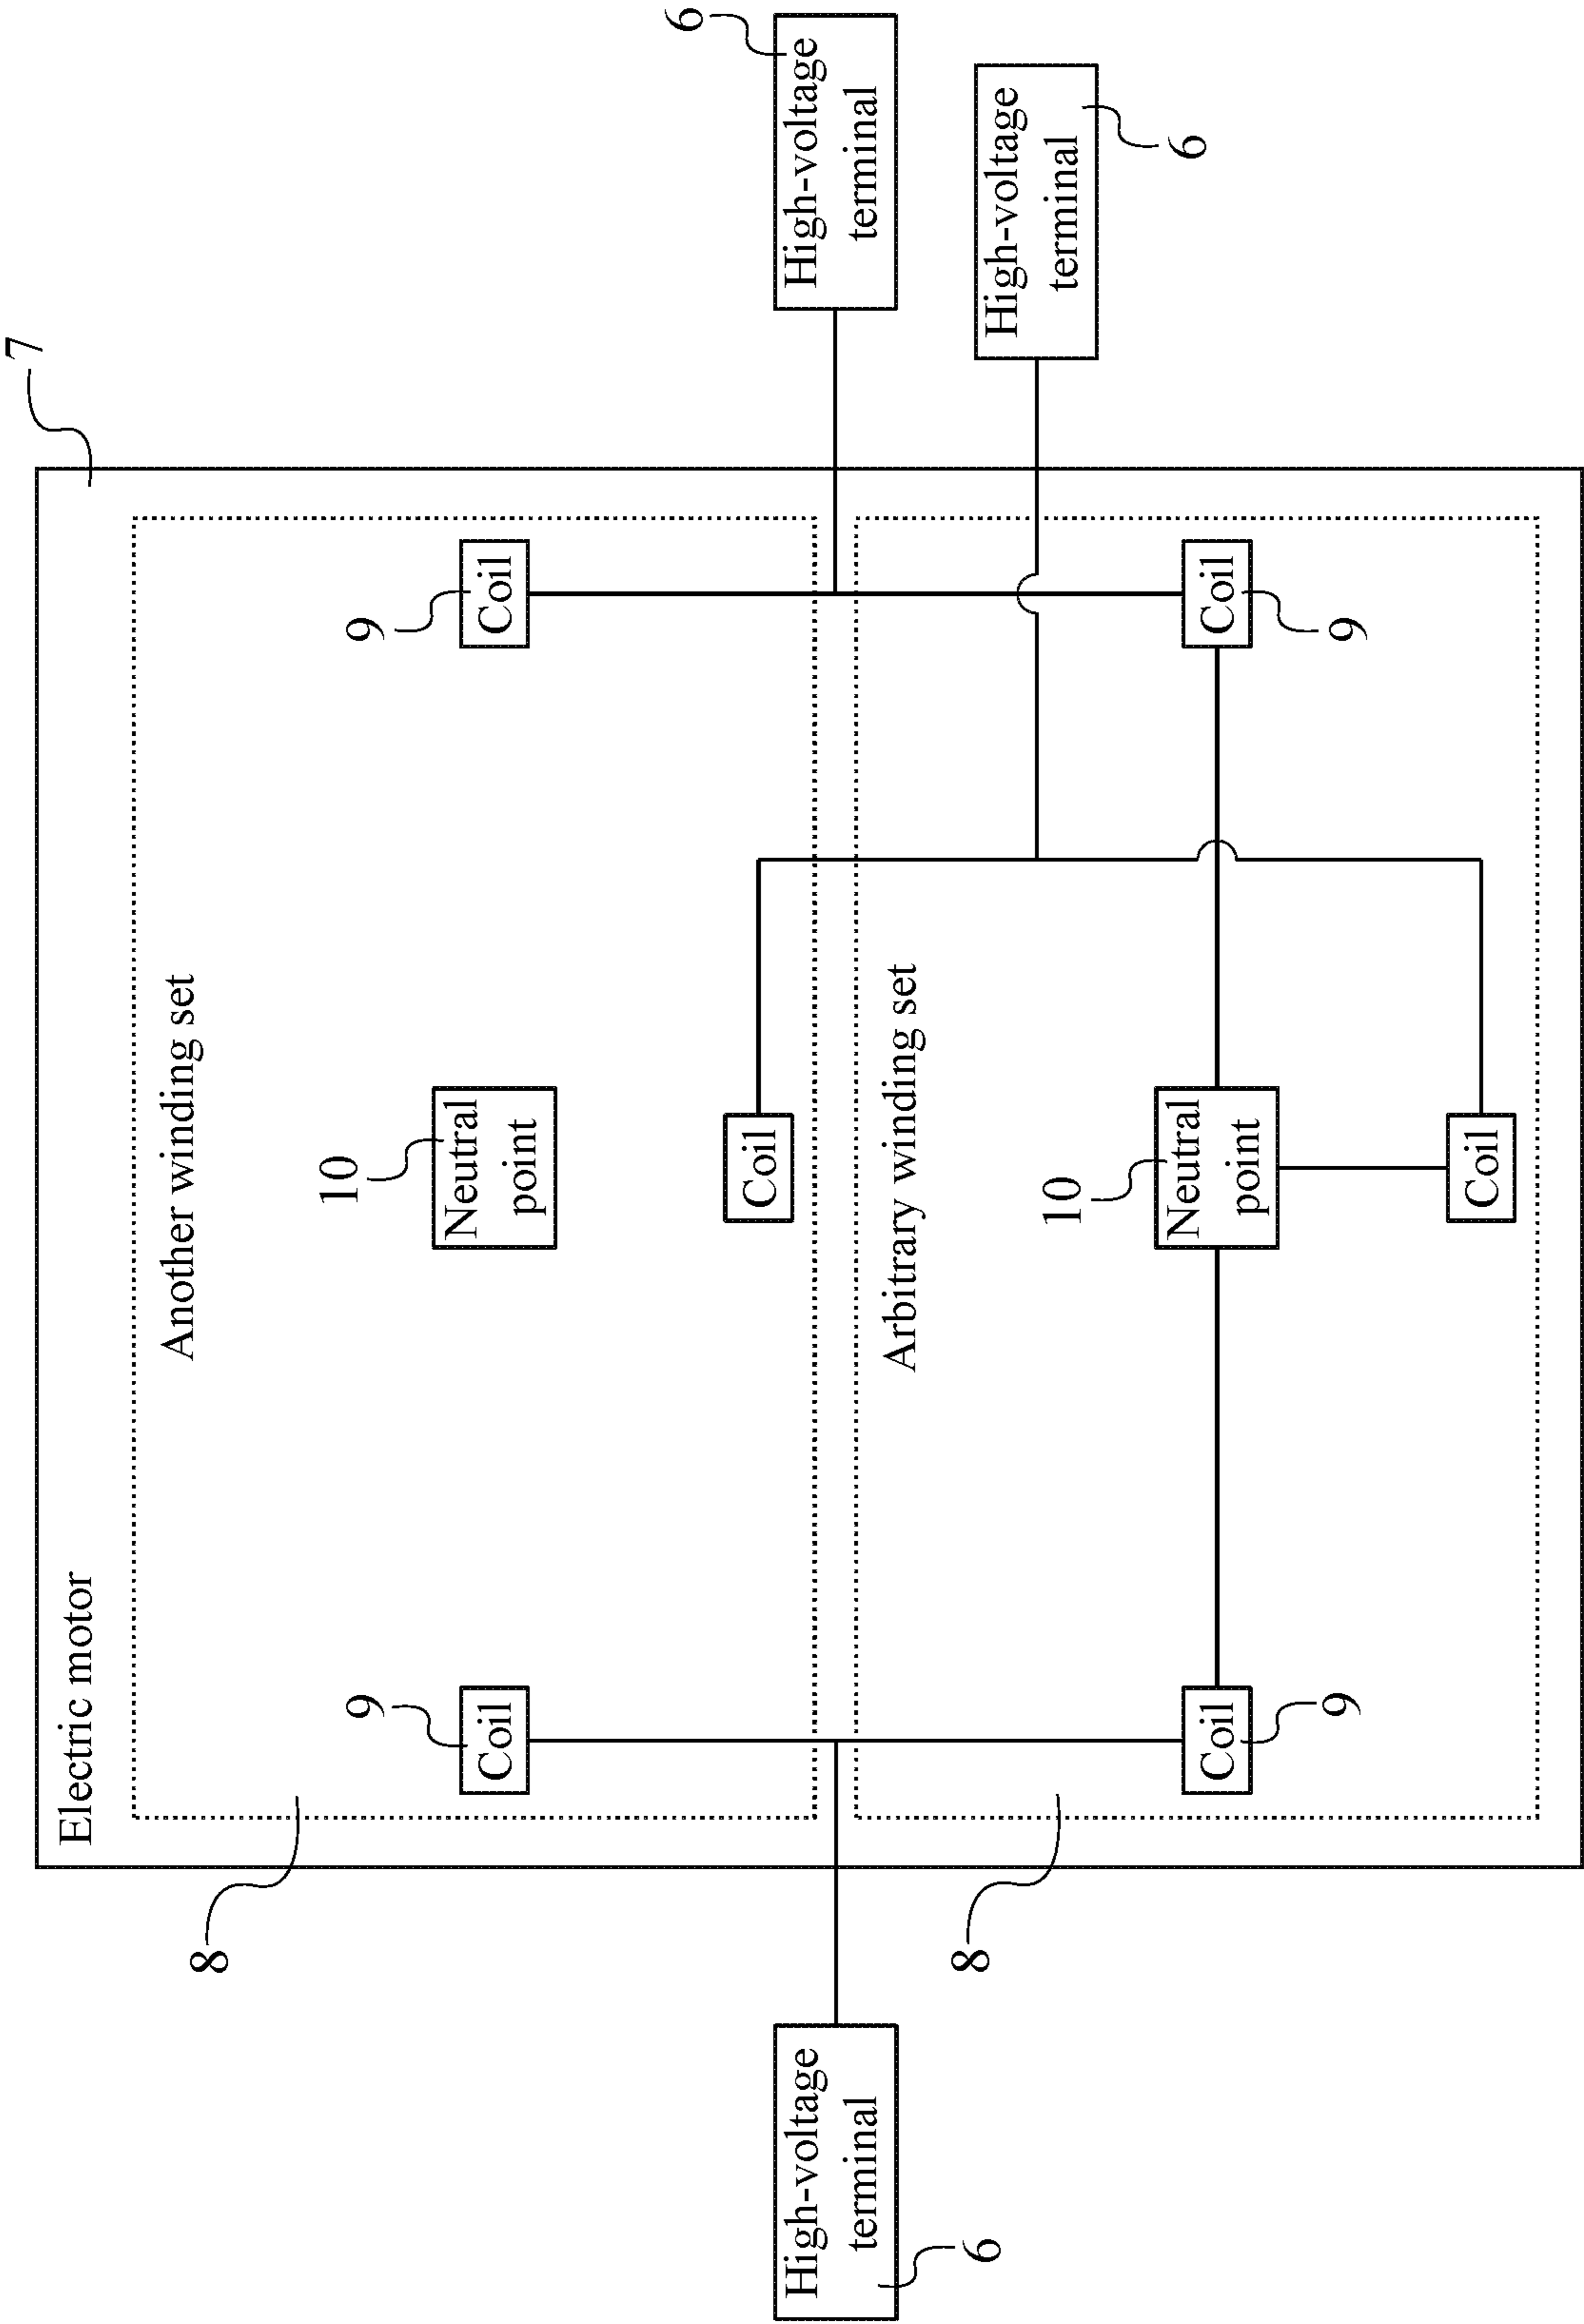 Electric motor
7
Another winding set
8
Coil
9
Neutral
point
10
Coil
9
Coil
High-voltage
terminal
6
High-voltage
terminal
6
High-voltage
terminal
6
Arbitrary winding set
8
Coil
9
Neutral
point
10
Coil
9
Coil